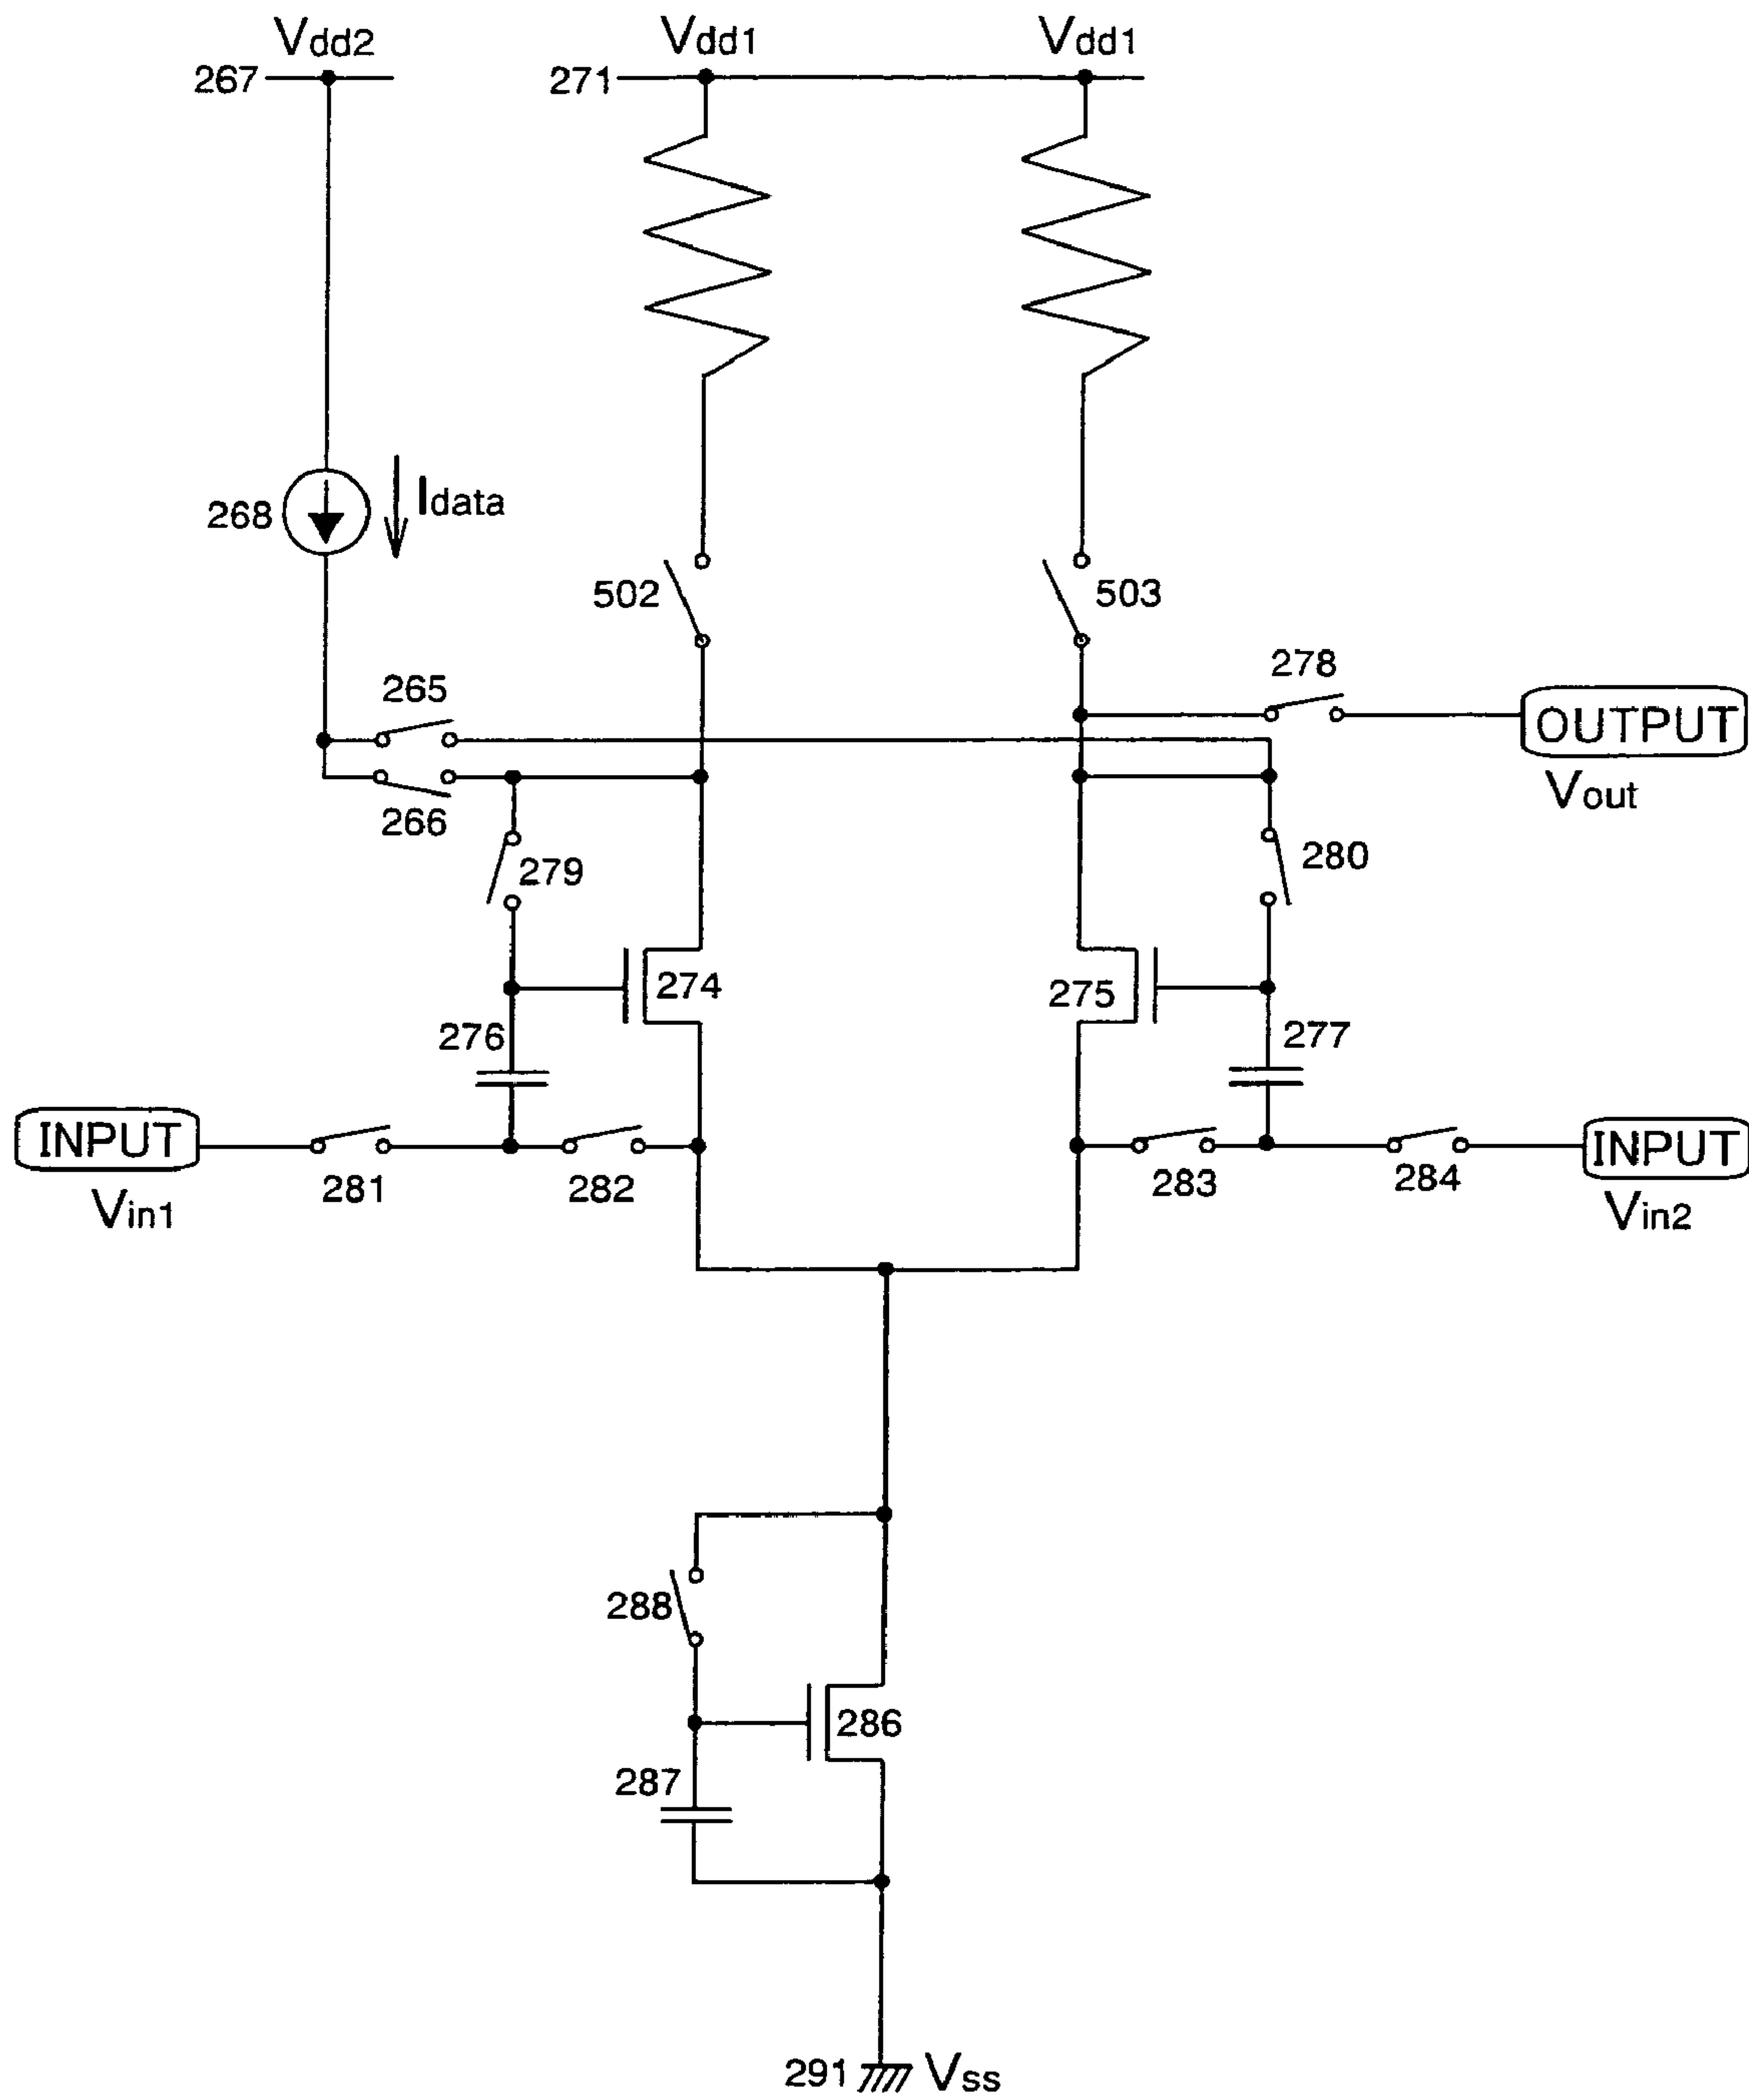 Vdd2
Vdd1
Vdd1
267
271
268
Idata
502
503
278
265
OUTPUT
Vout
266
279
280
274
275
276
277
INPUT
281
282
283
284
INPUT
Vin1
Vin2
288
286
287
291
Vss